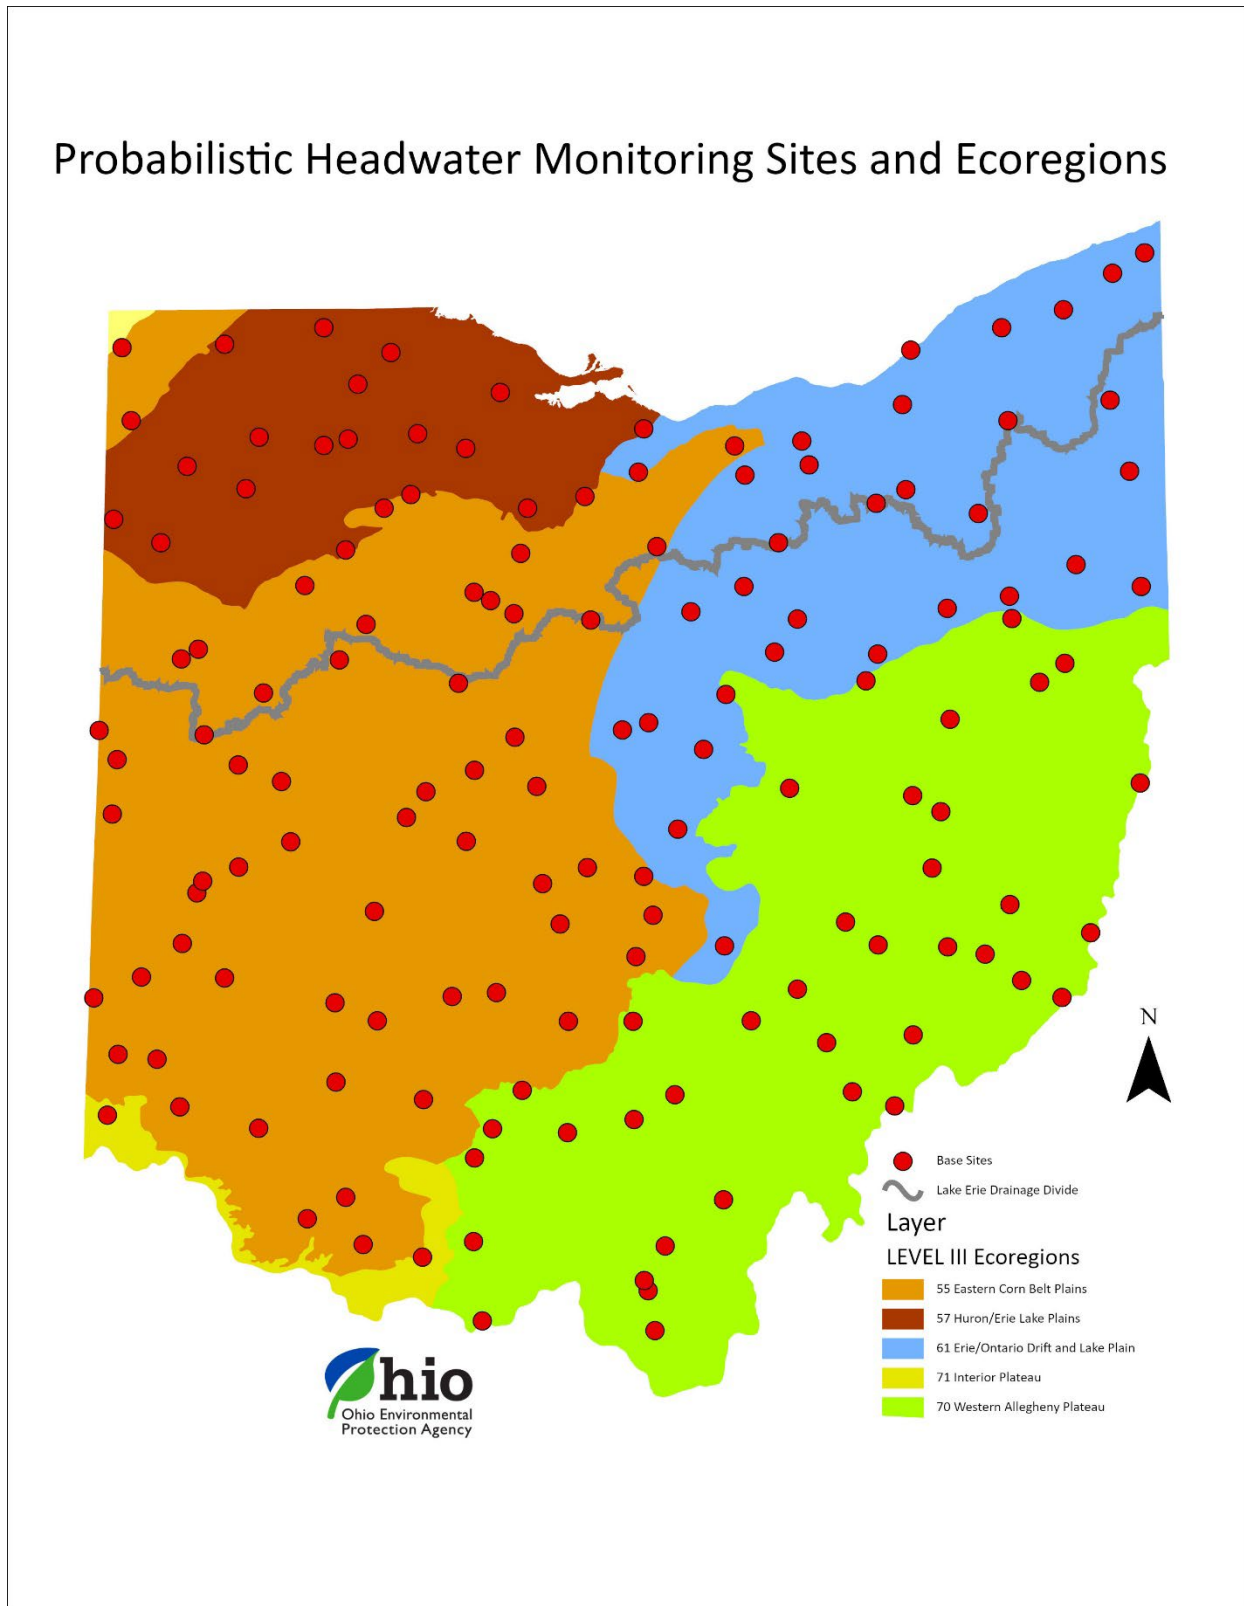 Probabilistic Headwater Monitoring Sites and Ecoregions
N
Base Sites
Lake Erie Drainage Divide
Layer
LEVEL III Ecoregions
55 Eastern Corn Belt Plains
57 Huron/Erie Lake Plains
61 Erie/Ontario Drift and Lake Plain
71 Interior Plateau
70 Western Allegheny Plateau
Ohio
Ohio Environmental
Protection Agency